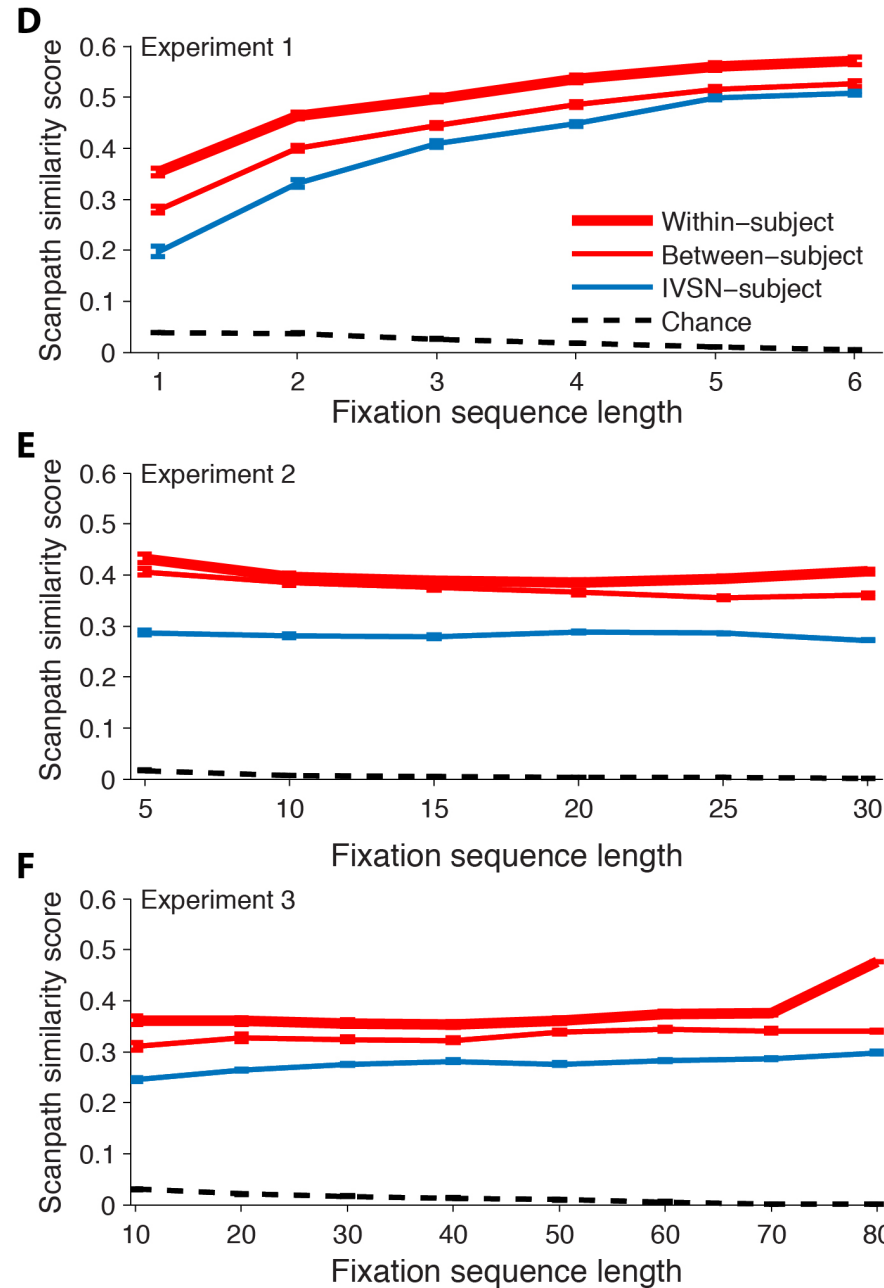 D
Experiment 1
Scanpath similarity score
0.6
0.5
0.4
0.3
0.2
0.1
0
Within−subject
Between−subject
IVSN−subject
Chance
1 2 3 4 5 6
Fixation sequence length
E
Experiment 2
Scanpath similarity score
0.6
0.5
0.4
0.3
0.2
0.1
0
5 10 15 20 25 30
Fixation sequence length
F
Experiment 3
Scanpath similarity score
0.6
0.5
0.4
0.3
0.2
0.1
0
10 20 30 40 50 60 70 80
Fixation sequence length